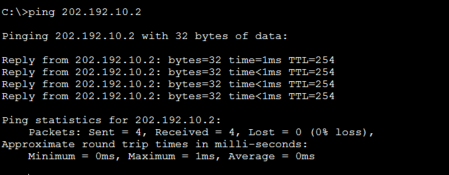 C:\>ping 202.192.10.2
Pinging 202.192.10.2 with 32 bytes of data:
Reply from 202.192.10.2: bytes=32 time=1ms TTL=254
Reply from 202.192.10.2: bytes=32 time<1ms TTL=254
Reply from 202.192.10.2: bytes=32 time<1ms TTL=254
Reply from 202.192.10.2: bytes=32 time<1ms TTL=254
Ping statistics for 202.192.10.2:
Packets: Sent = 4, Received = 4, Lost = 0 (0% loss),
Approximate round trip times in milli-seconds:
Minimum = 0ms, Maximum = 1ms, Average = 0ms